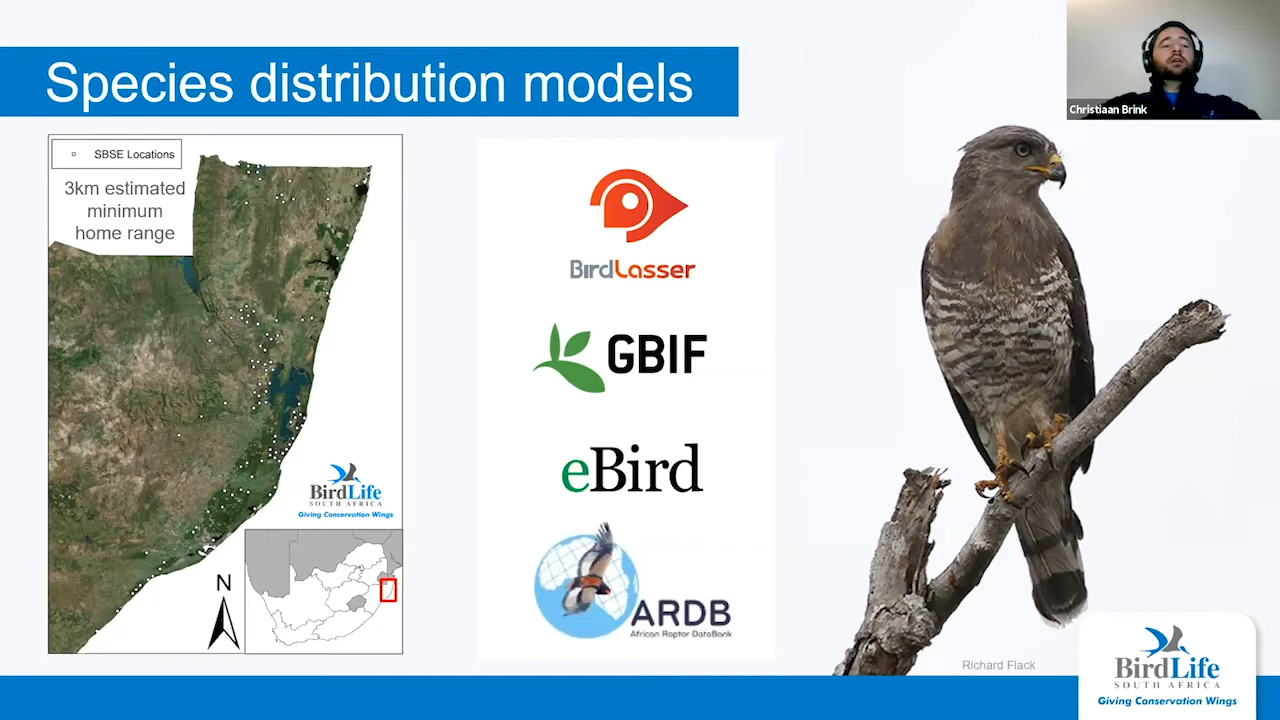 Species distribution models
Christiaan Brink
SBSE Locations
3km estimated
minimum
home range
BirdLife
SOUTH AFRICA
Giving Conservation Wings
N
BirdLasser
GBIF
eBird
ARDB
African Raptor DataBank
Richard Flack
BirdLife
SOUTH AFRICA
Giving Conservation Wings